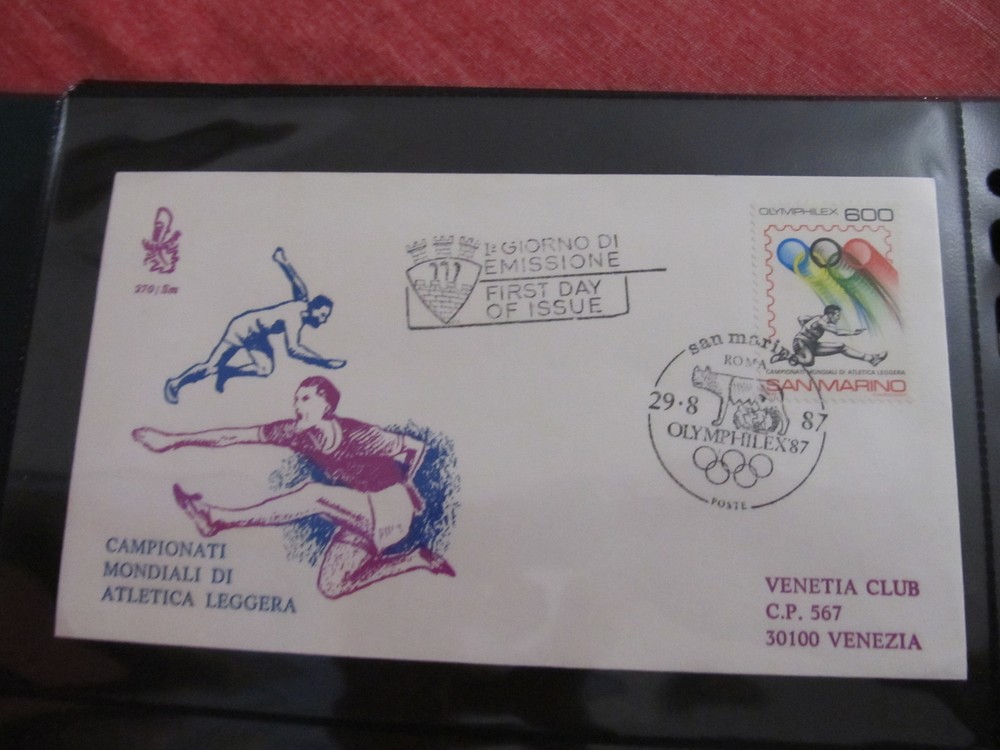 270/Sm
1º GIORNO DI
EMISSIONE
FIRST DAY
OF ISSUE
OLYMPHILEX 600
CAMPIONATI MONDIALI DI ATLETICA LEGGERA
SAN MARINO
san marino
ROMA
29·8 87
OLYMPHILEX'87
POSTE
CAMPIONATI
MONDIALI DI
ATLETICA LEGGERA
VENETIA CLUB
C.P. 567
30100 VENEZIA